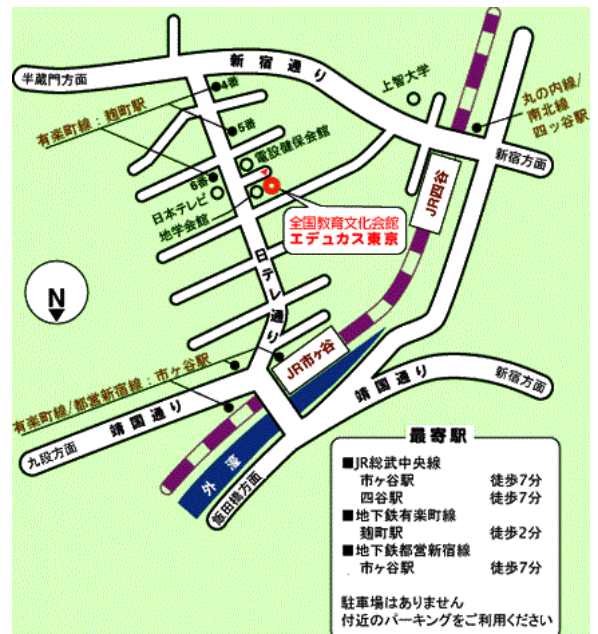 新宿通り
半蔵門方面
4番
上智大学
丸の内線/
南北線
四ッ谷駅
有楽町線：麹町駅
5番
電設健保会館
新宿方面
6番
日本テレビ
地学会館
JR四谷
全国教育文化会館
エデュカス東京
日テレ通り
N
JR市ヶ谷
有楽町線/都営新宿線：市ヶ谷駅
靖国通り
靖国通り
新宿方面
九段方面
外濠
飯田橋方面
最寄駅
■JR総武中央線
市ヶ谷駅 徒歩7分
四谷駅 徒歩7分
■地下鉄有楽町線
麹町駅 徒歩2分
■地下鉄都営新宿線
市ヶ谷駅 徒歩7分
駐車場はありません
付近のパーキングをご利用ください